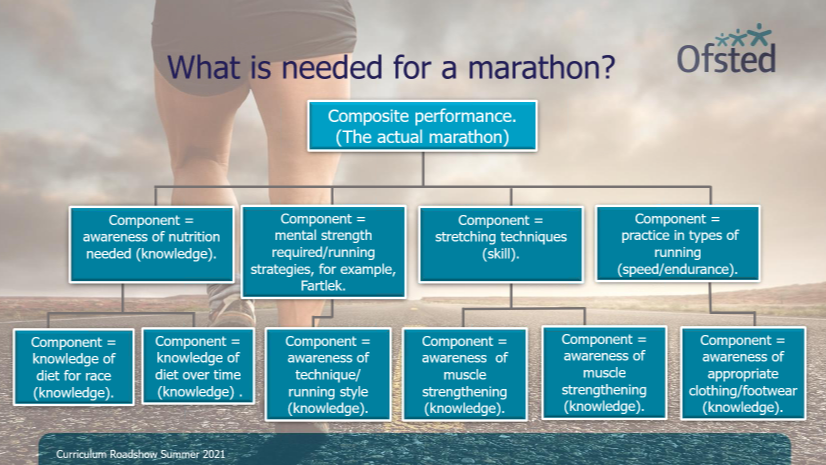 What is needed for a marathon?
Ofsted
Composite performance.
(The actual marathon)
Component =
awareness of nutrition
needed (knowledge).
Component =
mental strength
required/running
strategies, for example,
Fartlek.
Component =
stretching techniques
(skill).
Component =
practice in types of
running
(speed/endurance).
Component =
knowledge of
diet for race
(knowledge).
Component =
knowledge of
diet over time
(knowledge) .
Component =
awareness of
technique/
running style
(knowledge).
Component =
awareness  of
muscle
strengthening
(knowledge).
Component =
awareness of
muscle
strengthening
(knowledge).
Component =
awareness of
appropriate
clothing/footwear
(knowledge).
Curriculum Roadshow Summer 2021